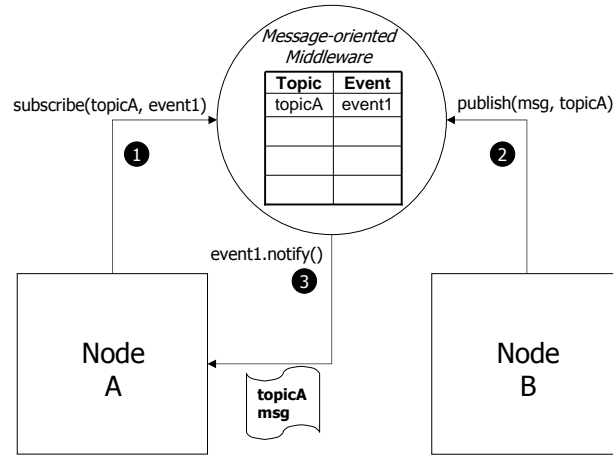 Message-oriented
Middleware
Topic Event
topicA event1
subscribe(topicA, event1)
publish(msg, topicA)
1
2
event1.notify()
3
Node
A
Node
B
topicA
msg